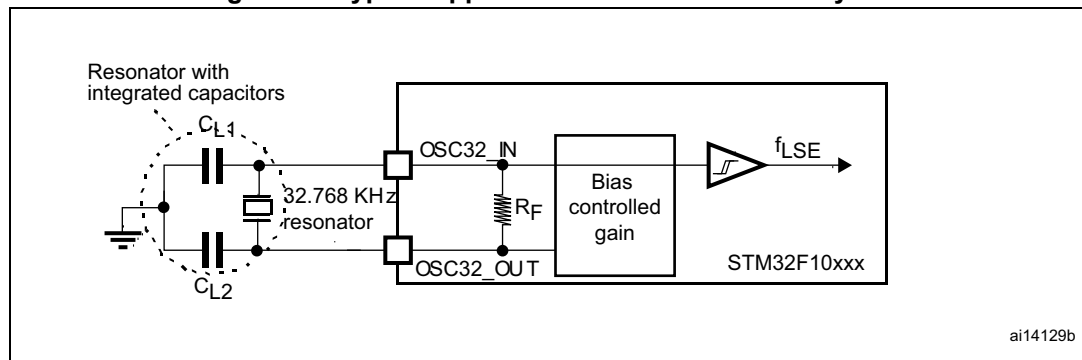 Resonator with
integrated capacitors
CL1
OSC32_IN
fLSE
32.768 KHz
resonator
RF
Bias
controlled
gain
OSC32_OUT
STM32F10xxx
CL2
ai14129b